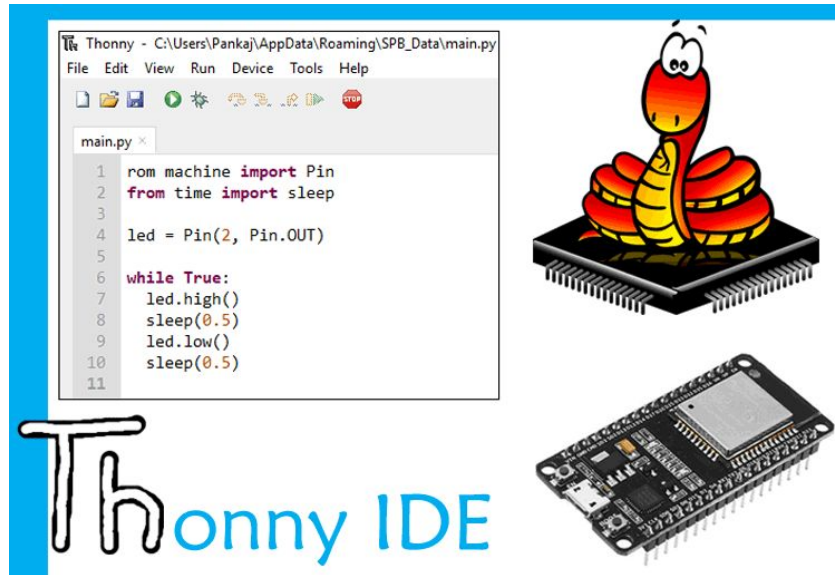 Thonny - C:\Users\Pankaj\AppData\Roaming\SPB_Data\main.py
File Edit View Run Device Tools Help
STOP
main.py ×
1 rom machine import Pin
2 from time import sleep
3
4 led = Pin(2, Pin.OUT)
5
6 while True:
7   led.high()
8   sleep(0.5)
9   led.low()
10   sleep(0.5)
11
Thonny IDE